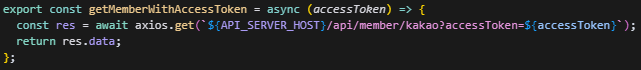 export const getMemberWithAccessToken = async (accessToken) => {
  const res = await axios.get(`${API_SERVER_HOST}/api/member/kakao?accessToken=${accessToken}`);
  return res.data;
};